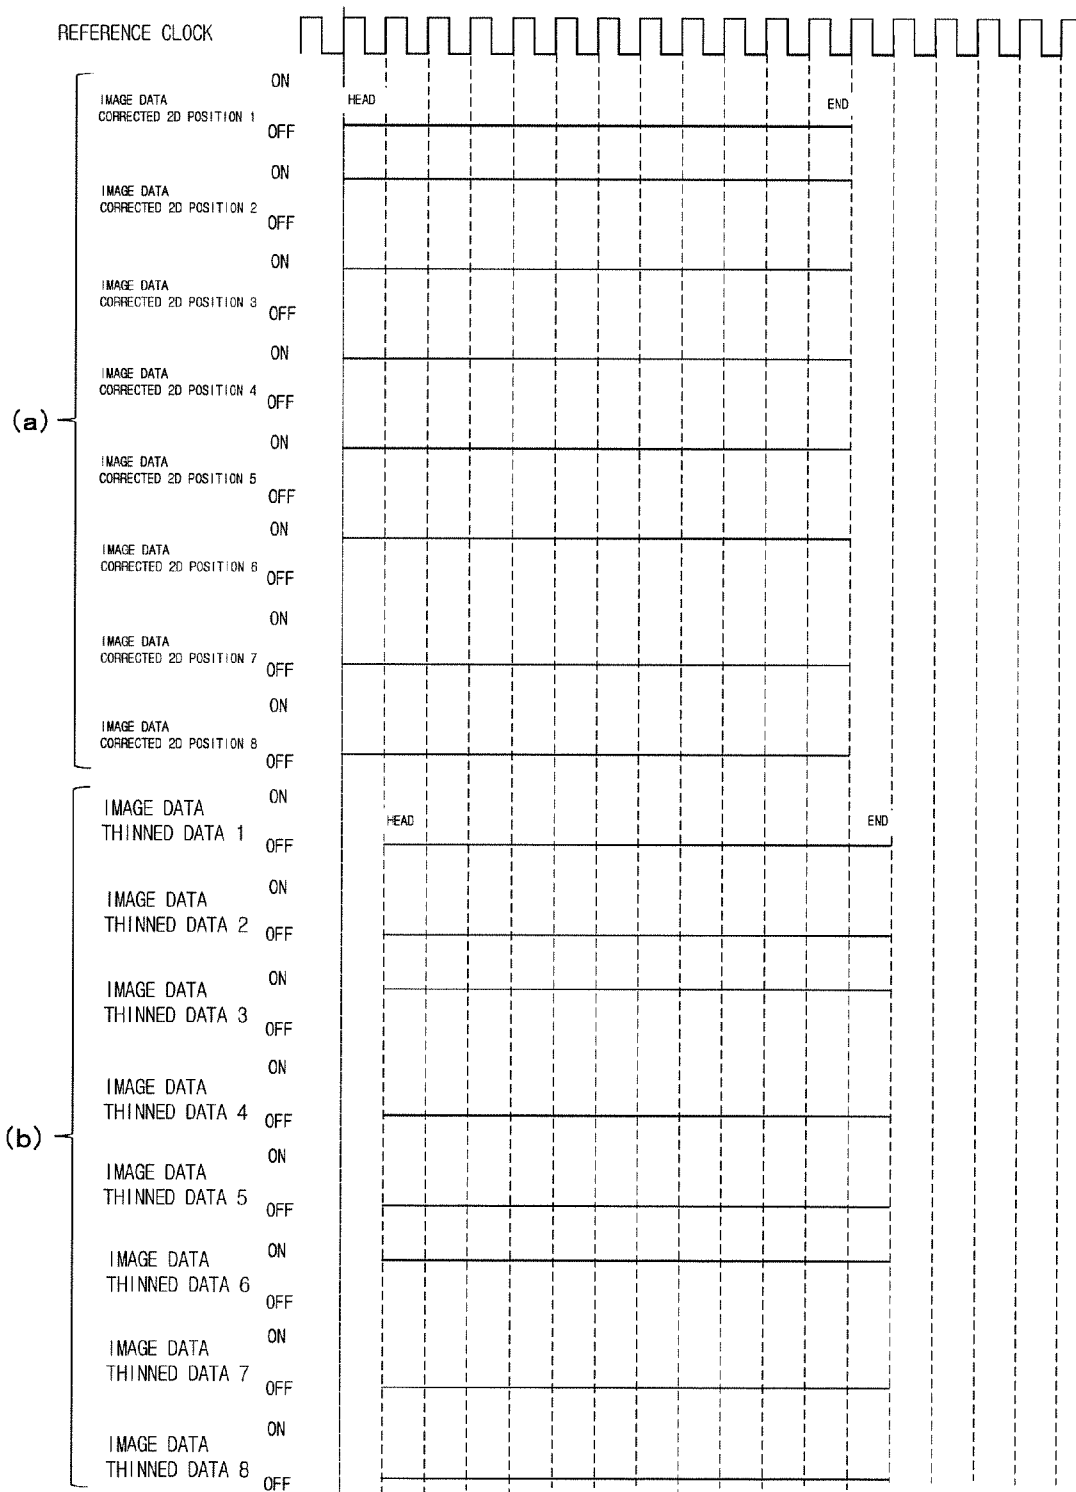 REFERENCE CLOCK
(a)
ON
IMAGE DATA
CORRECTED 2D POSITION 1
OFF
HEAD
END
ON
IMAGE DATA
CORRECTED 2D POSITION 2
OFF
ON
IMAGE DATA
CORRECTED 2D POSITION 3
OFF
ON
IMAGE DATA
CORRECTED 2D POSITION 4
OFF
ON
IMAGE DATA
CORRECTED 2D POSITION 5
OFF
ON
IMAGE DATA
CORRECTED 2D POSITION 6
OFF
ON
IMAGE DATA
CORRECTED 2D POSITION 7
OFF
ON
IMAGE DATA
CORRECTED 2D POSITION 8
OFF
(b)
ON
IMAGE DATA
THINNED DATA 1
OFF
HEAD
END
ON
IMAGE DATA
THINNED DATA 2
OFF
ON
IMAGE DATA
THINNED DATA 3
OFF
ON
IMAGE DATA
THINNED DATA 4
OFF
ON
IMAGE DATA
THINNED DATA 5
OFF
ON
IMAGE DATA
THINNED DATA 6
OFF
ON
IMAGE DATA
THINNED DATA 7
OFF
ON
IMAGE DATA
THINNED DATA 8
OFF